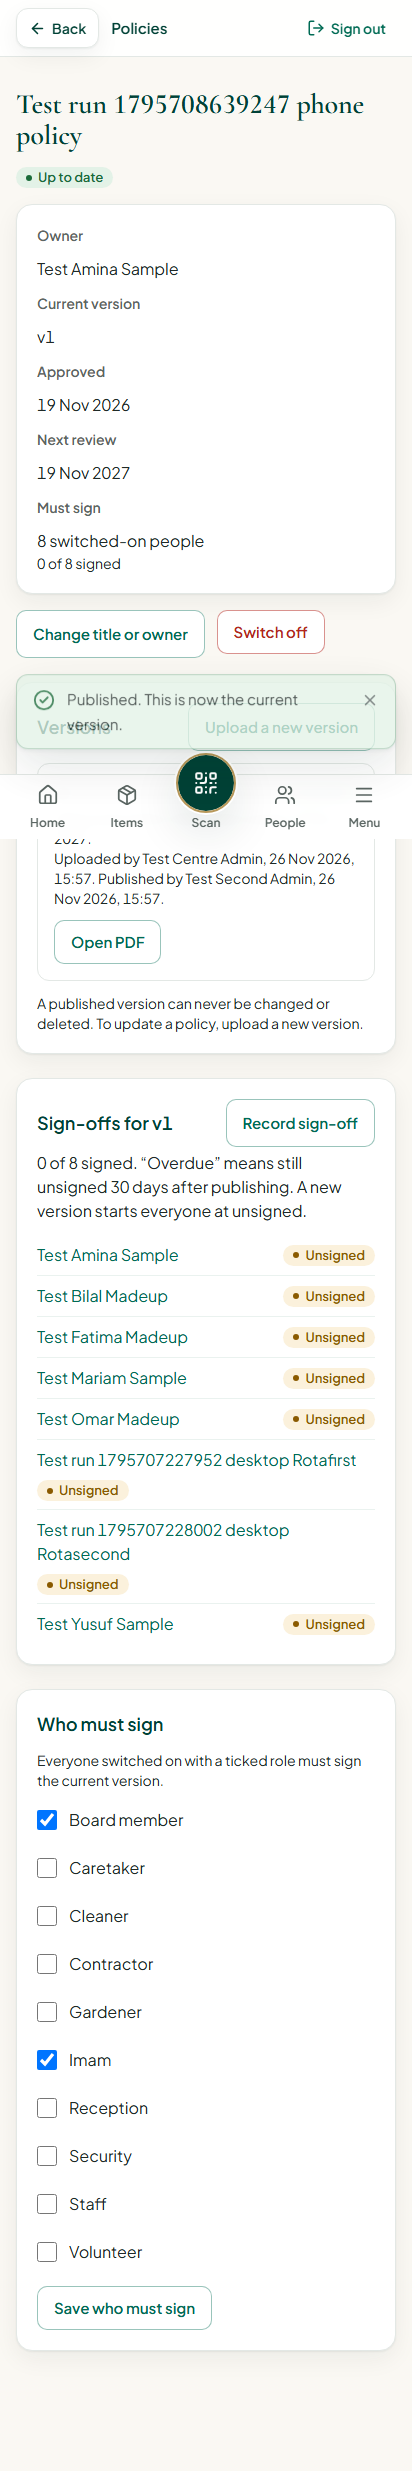 Back
Policies
Sign out
Test run 1795708639247 phone
policy
Up to date
Owner
Test Amina Sample
Current version
v1
Approved
19 Nov 2026
Next review
19 Nov 2027
Must sign
8 switched-on people
0 of 8 signed
Change title or owner
Switch off
Published. This is now the current
version.
Versions
Upload a new version
Home
Items
Scan
People
Menu
2027.
Uploaded by Test Centre Admin, 26 Nov 2026,
15:57. Published by Test Second Admin, 26
Nov 2026, 15:57.
Open PDF
A published version can never be changed or
deleted. To update a policy, upload a new version.
Sign-offs for v1
Record sign-off
0 of 8 signed. “Overdue” means still
unsigned 30 days after publishing. A new
version starts everyone at unsigned.
Test Amina Sample
Unsigned
Test Bilal Madeup
Unsigned
Test Fatima Madeup
Unsigned
Test Mariam Sample
Unsigned
Test Omar Madeup
Unsigned
Test run 1795707227952 desktop Rotafirst
Unsigned
Test run 1795707228002 desktop
Rotasecond
Unsigned
Test Yusuf Sample
Unsigned
Who must sign
Everyone switched on with a ticked role must sign
the current version.
Board member
Caretaker
Cleaner
Contractor
Gardener
Imam
Reception
Security
Staff
Volunteer
Save who must sign